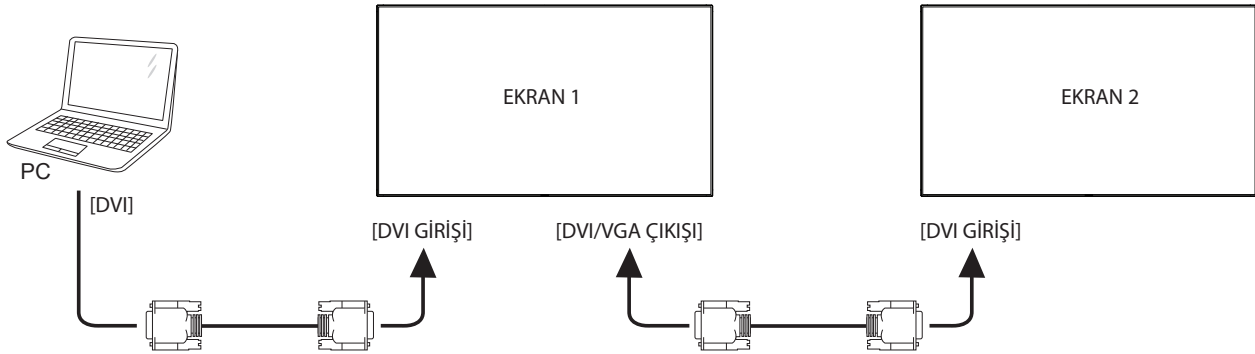 EKRAN 1
EKRAN 2
PC
[DVI]
[DVI GİRİŞİ]
[DVI/VGA ÇIKIŞI]
[DVI GİRİŞİ]